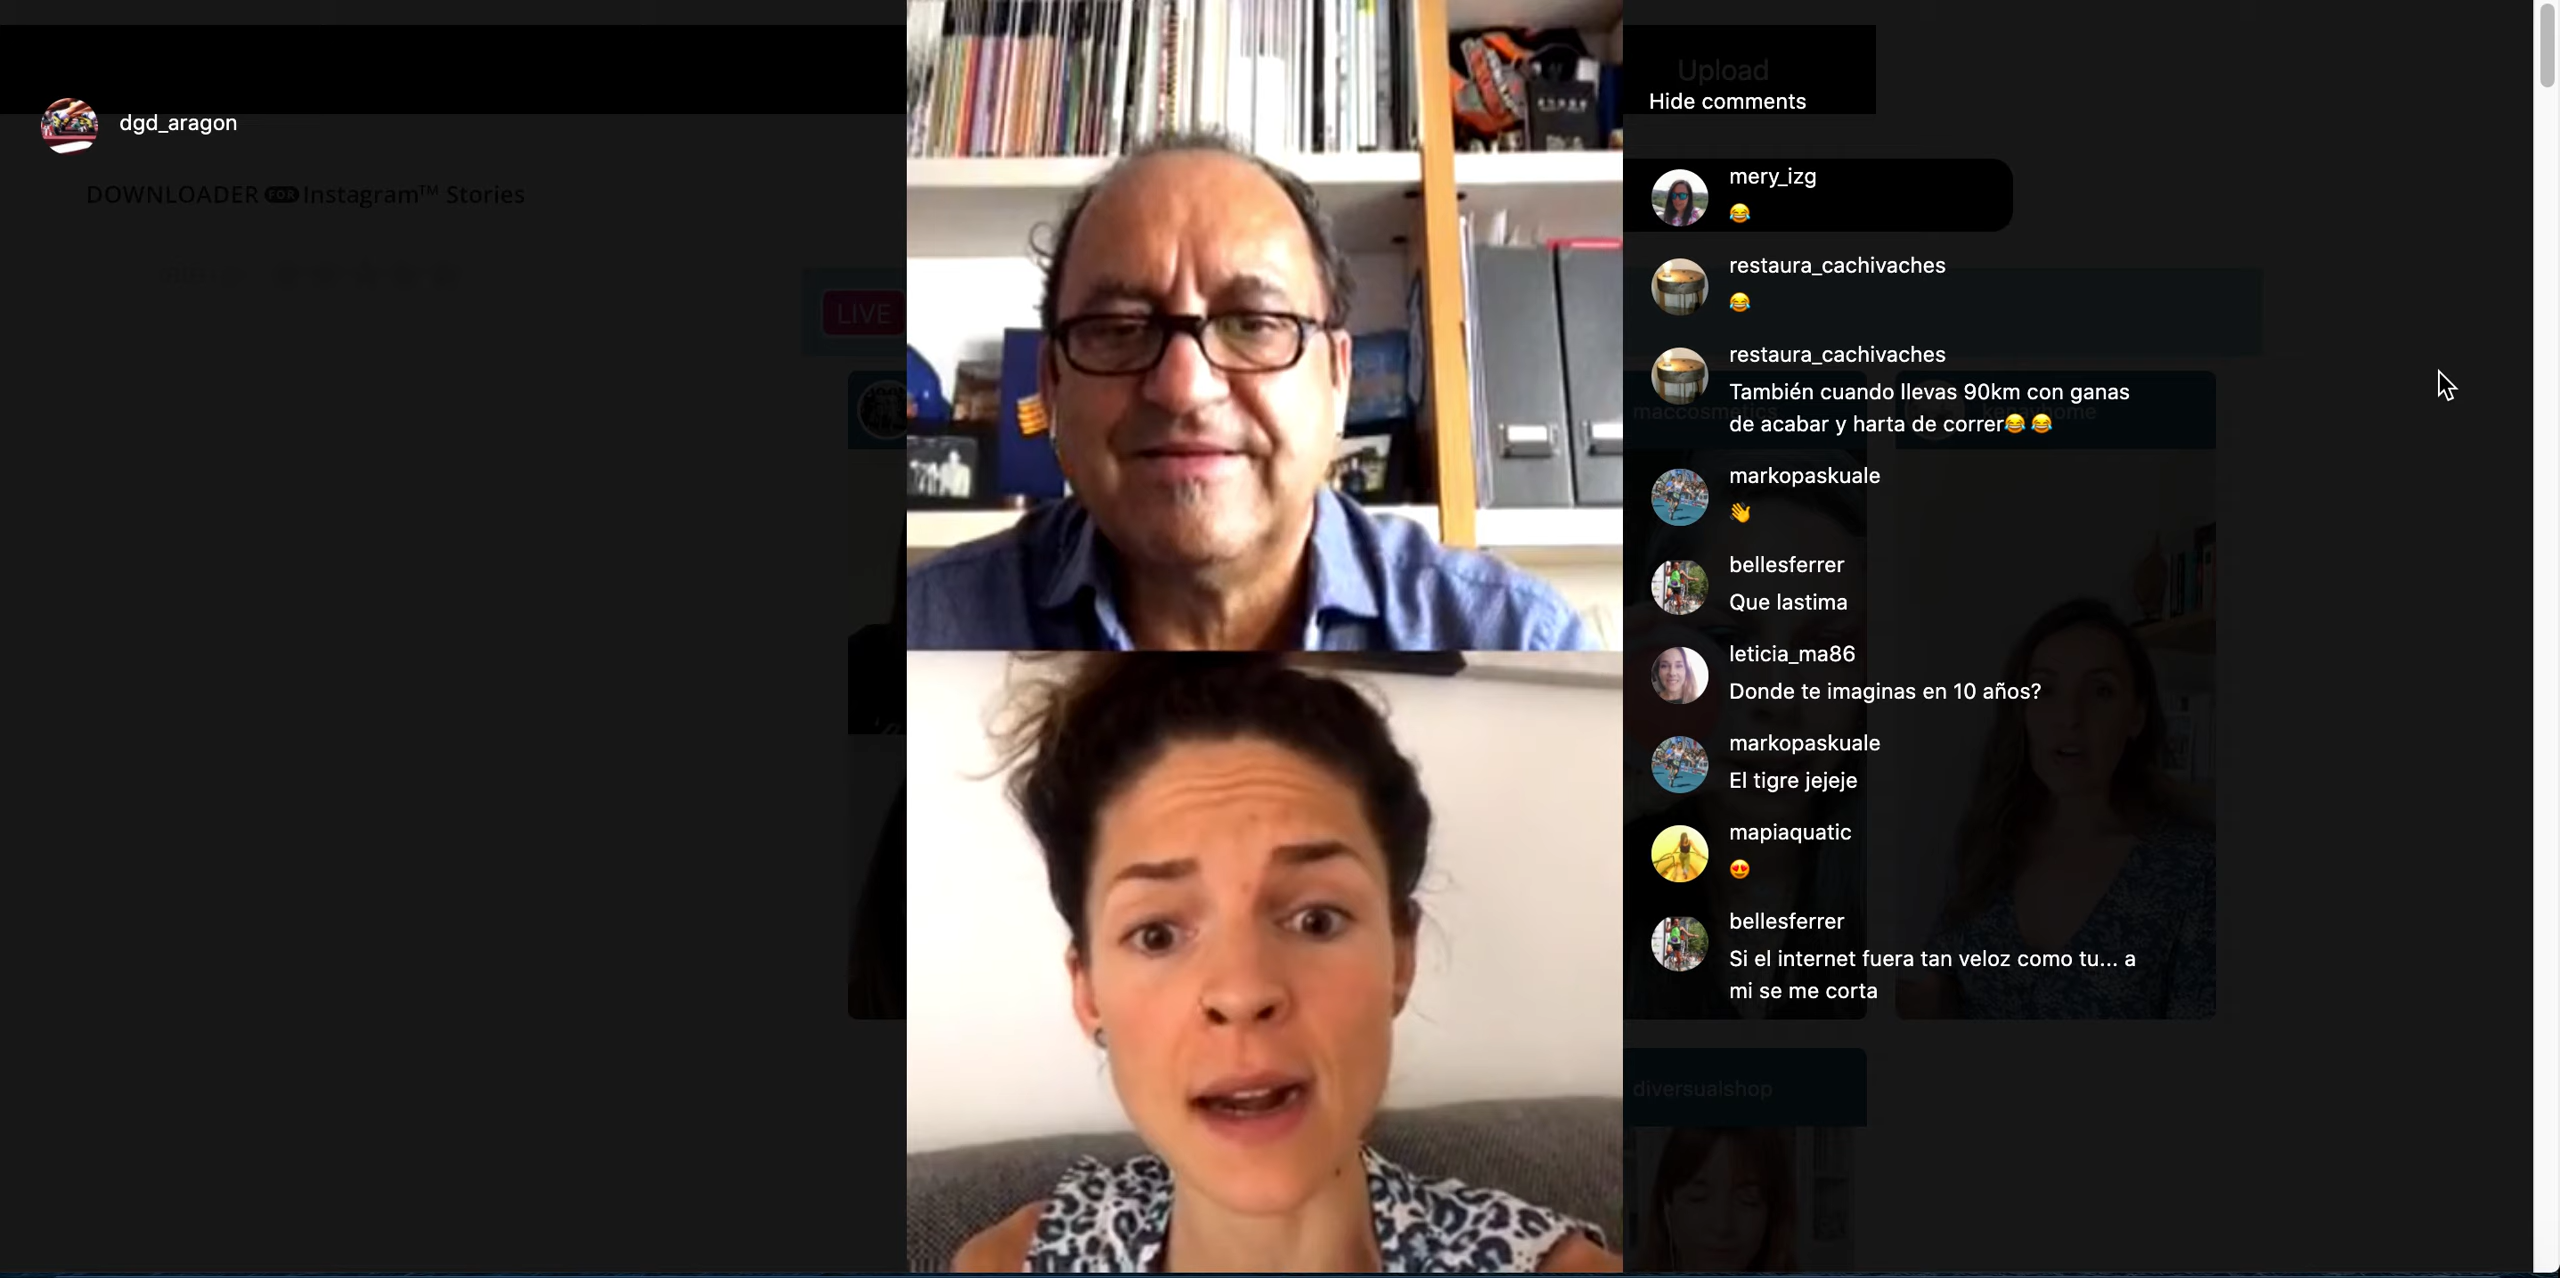 Upload
Hide comments
dgd_aragon
DOWNLOADER FOR Instagram™ Stories
LIVE
mery_izg
😂
restaura_cachivaches
😂
restaura_cachivaches
También cuando llevas 90km con ganas
de acabar y harta de correr😂😂
maccosmetics
kenayhome
markopaskuale
👋
bellesferrer
Que lastima
leticia_ma86
Donde te imaginas en 10 años?
markopaskuale
El tigre jejeje
mapiaquatic
😍
bellesferrer
Si el internet fuera tan veloz como tu... a
mi se me corta
diversualshop